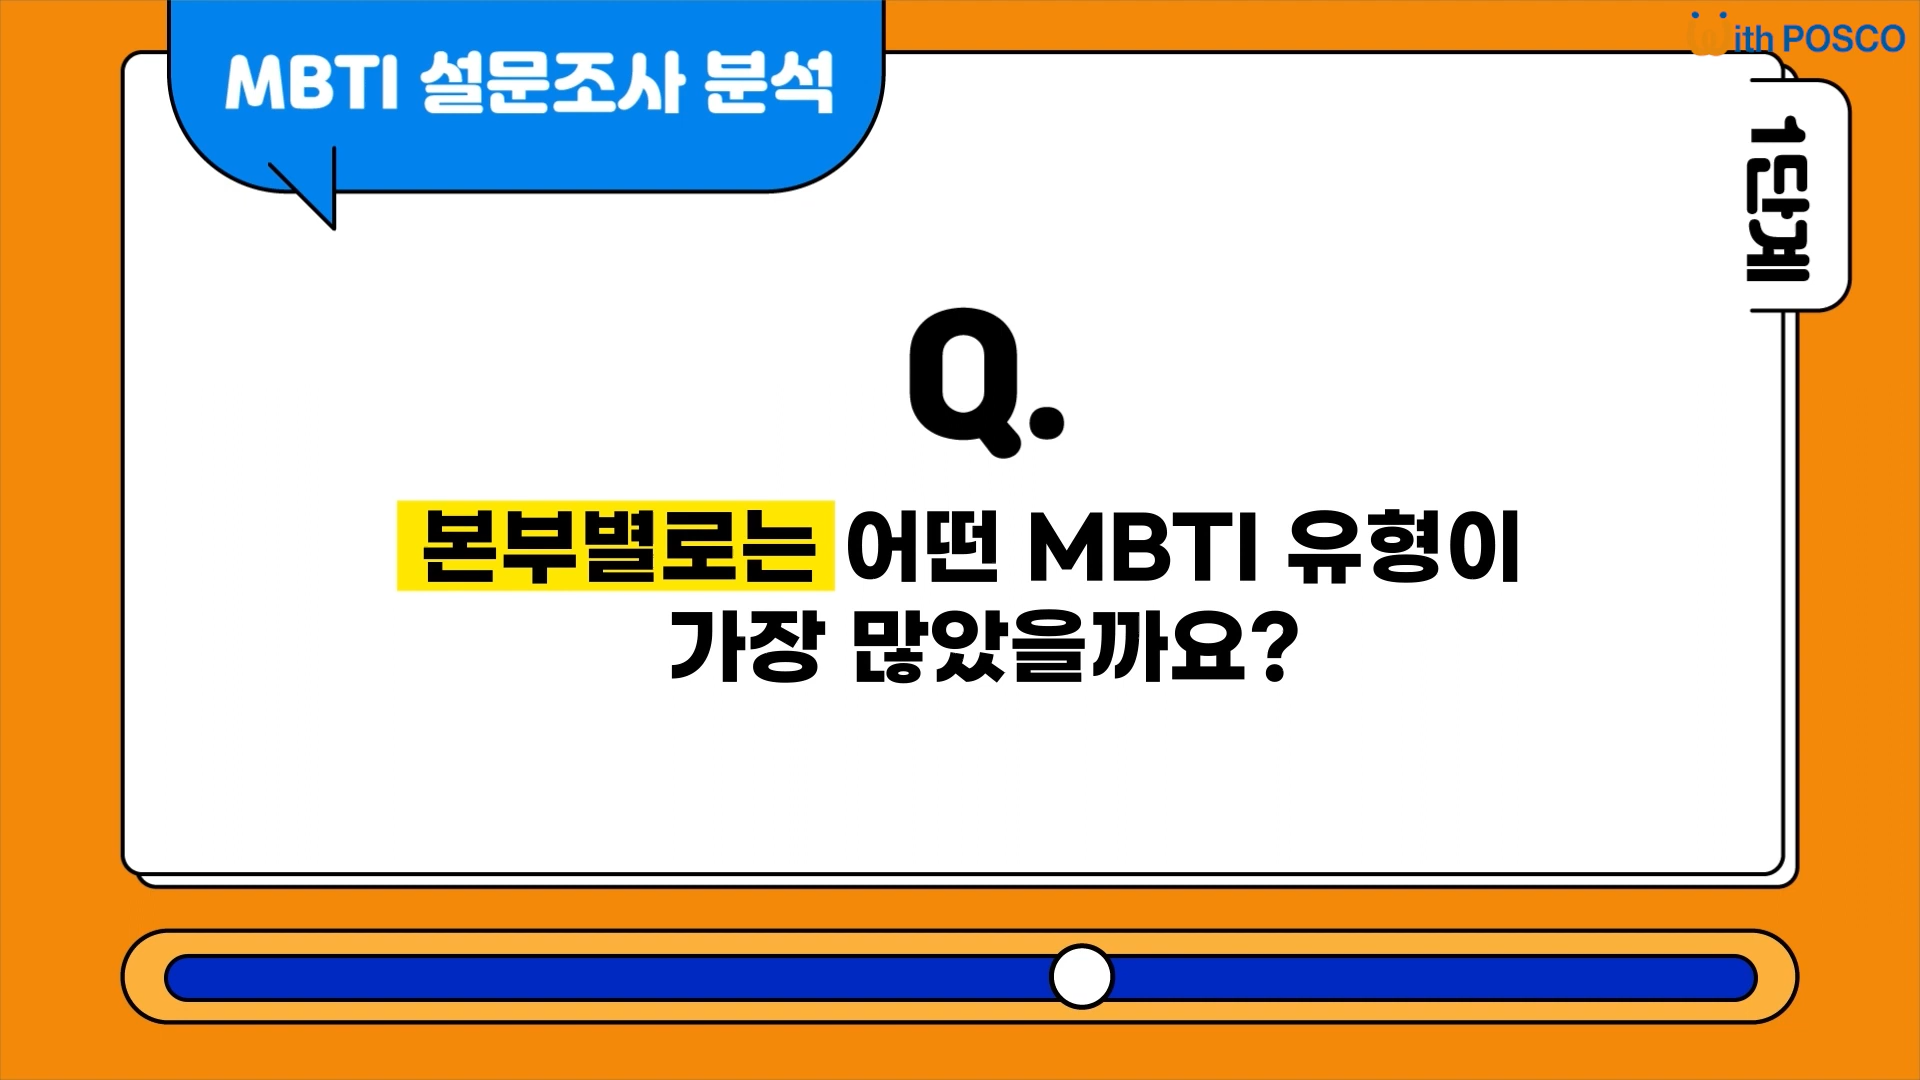 MBTI 설문조사 분석
With POSCO
1단계
Q.
본부별로는 어떤 MBTI 유형이
가장 많았을까요?